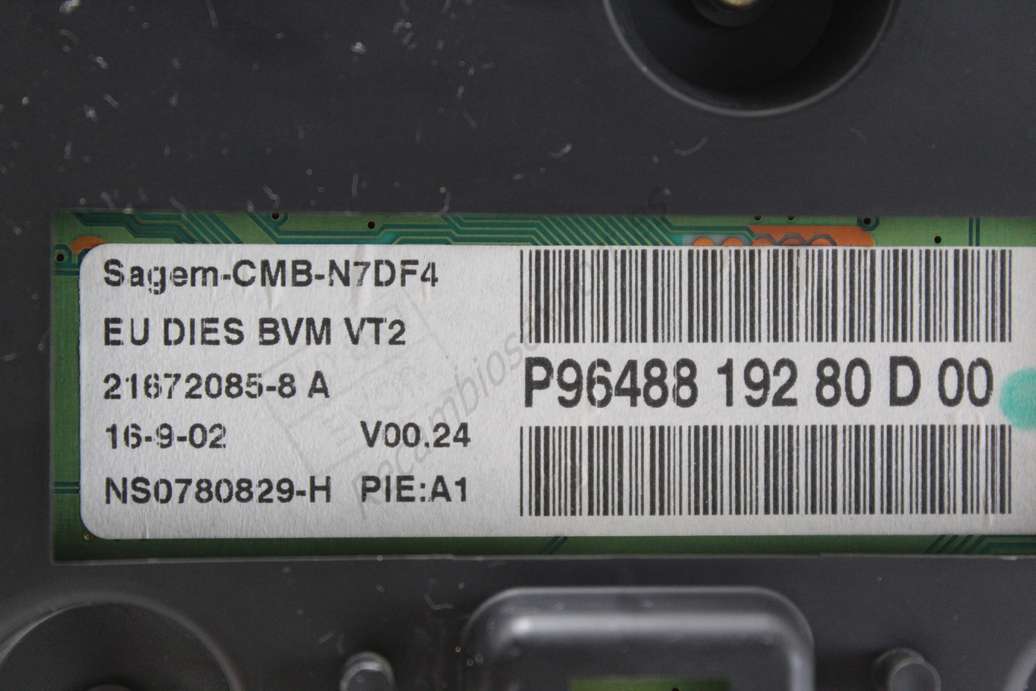 Sagem-CMB-N7DF4
EU DIES BVM VT2
21672085-8 A
16-9-02 V00.24
NS0780829-H PIE:A1
P96488 192 80 D 00